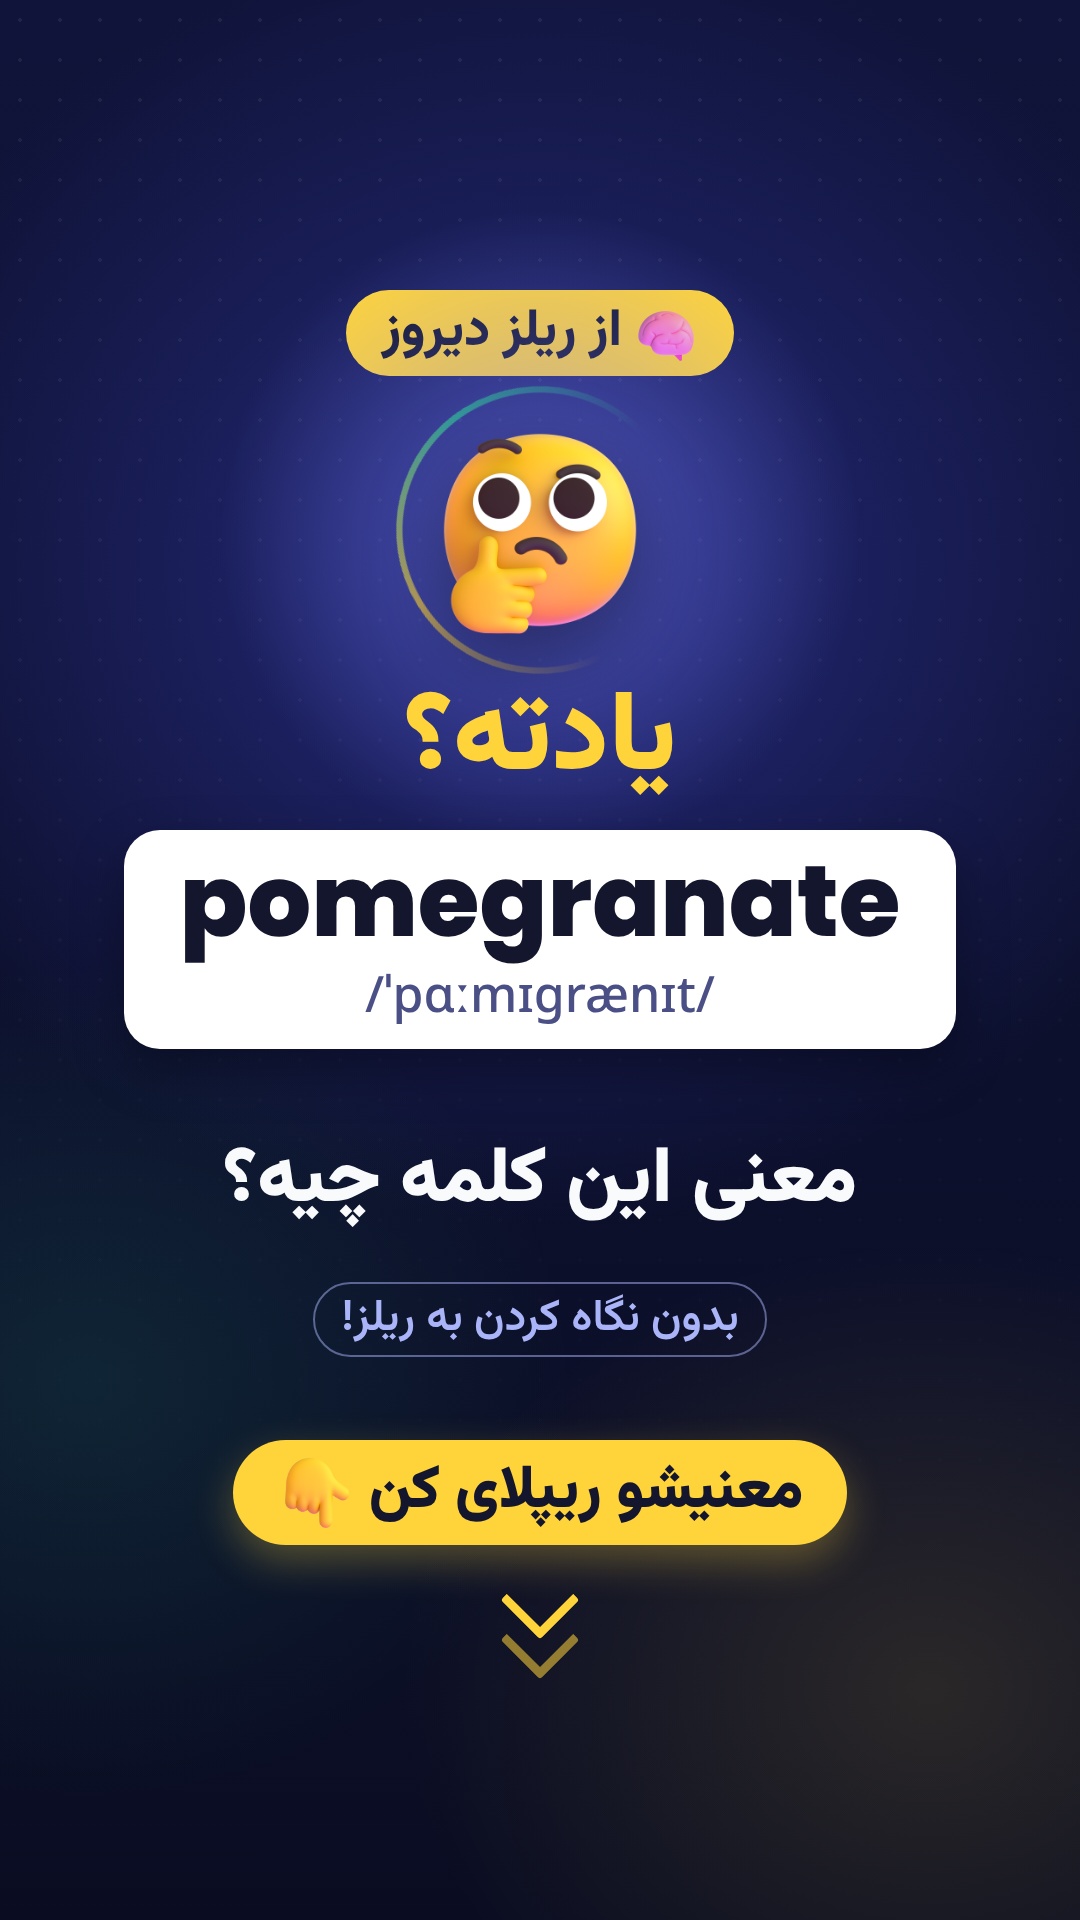 🧠 از ریلز دیروز
یادته؟
pomegranate
/ˈpɑːmɪɡrænɪt/
معنی این کلمه چیه؟
بدون نگاه کردن به ریلز!
معنیشو ریپلای کن 👇